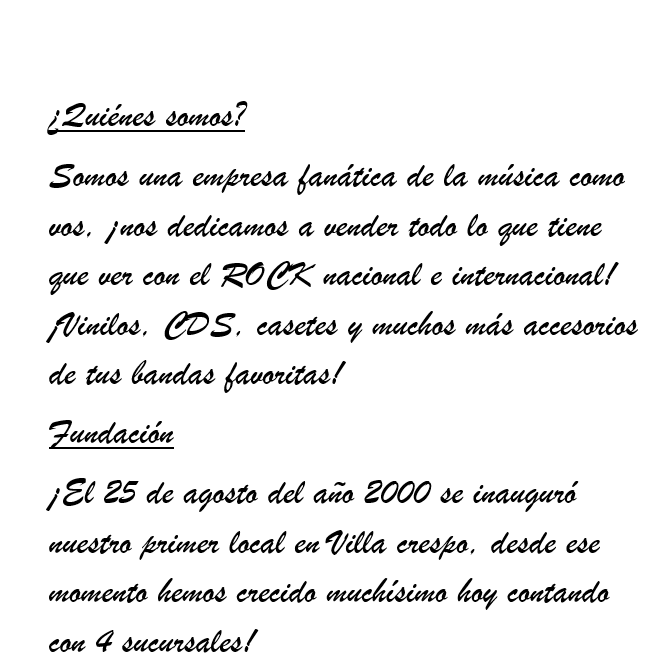 ¿Quiénes somos?
Somos una empresa fanática de la música como
vos, ¡nos dedicamos a vender todo lo que tiene
que ver con el ROCK nacional e internacional!
¡Vinilos, CDS, casetes y muchos más accesorios
de tus bandas favoritas!
Fundación
¡El 25 de agosto del año 2000 se inauguró
nuestro primer local en Villa crespo, desde ese
momento hemos crecido muchísimo hoy contando
con 4 sucursales!